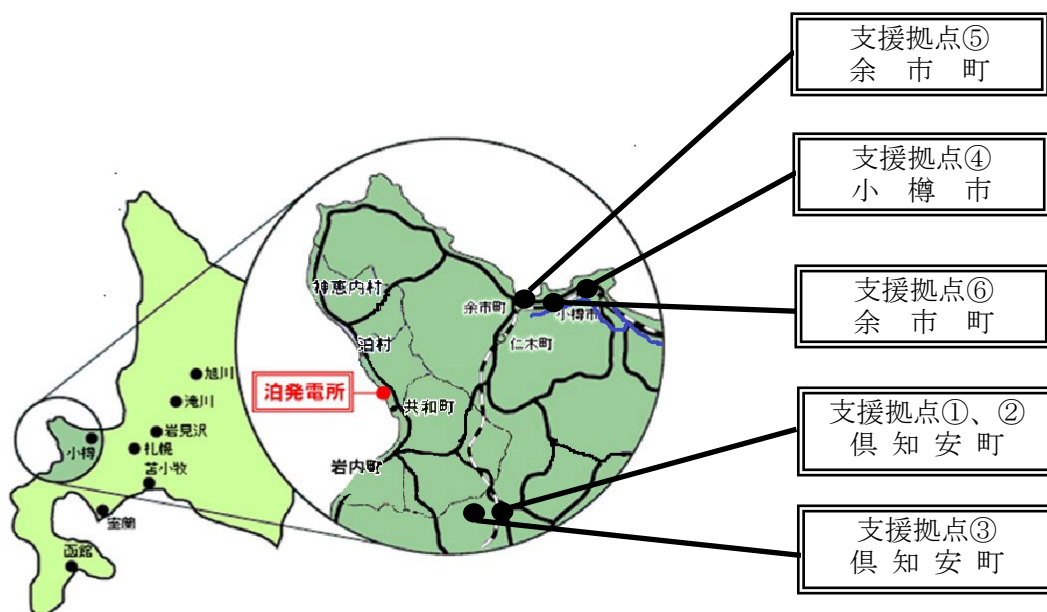 支援拠点⑤
余 市 町
支援拠点④
小 樽 市
支援拠点⑥
余 市 町
支援拠点①、②
倶 知 安 町
支援拠点③
倶 知 安 町
神恵内村
余市町
小樽市
泊村
仁木町
泊発電所
共和町
岩内町
旭川
滝川
岩見沢
小樽
札幌
苫小牧
室蘭
函館